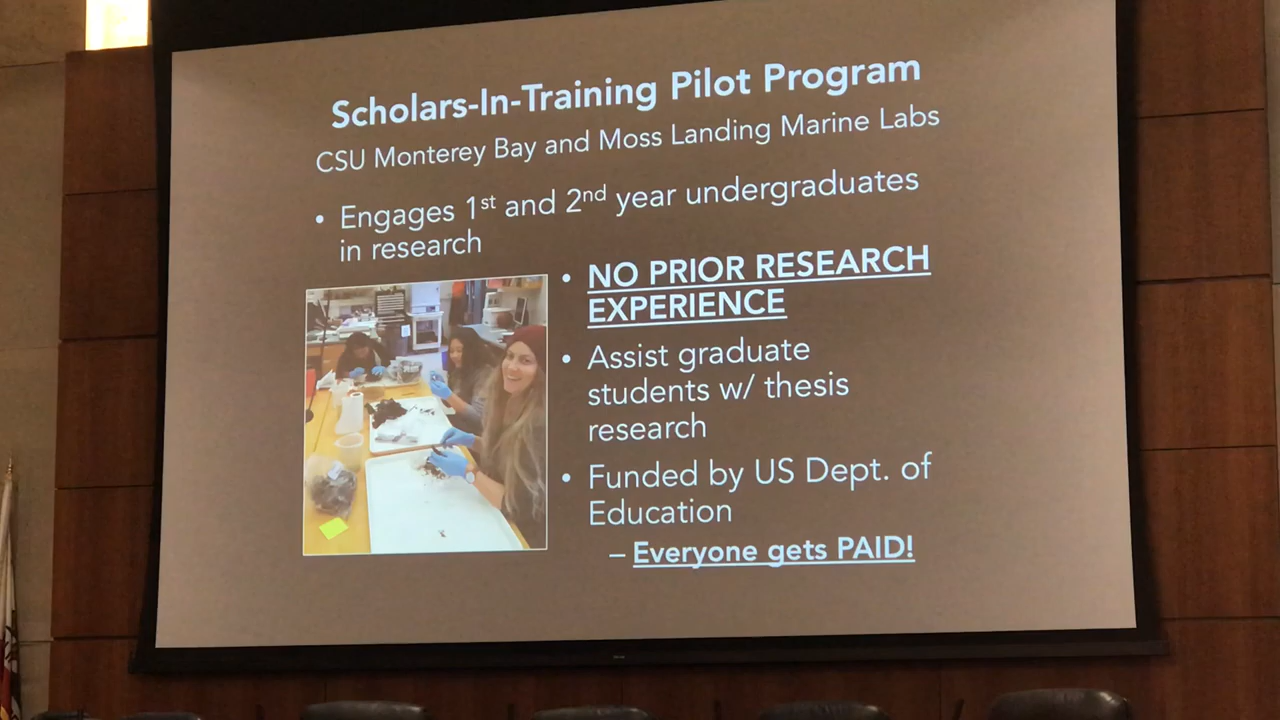 Scholars-In-Training Pilot Program
CSU Monterey Bay and Moss Landing Marine Labs
• Engages 1st and 2nd year undergraduates
in research
• NO PRIOR RESEARCH
EXPERIENCE
• Assist graduate
students w/ thesis
research
• Funded by US Dept. of
Education
– Everyone gets PAID!